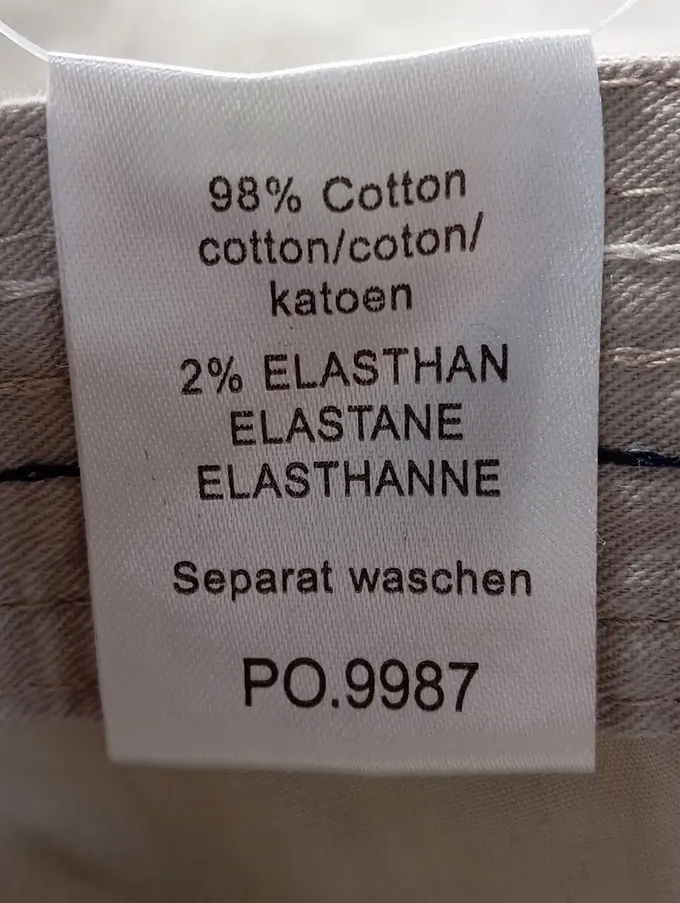 98% Cotton
cotton/coton/
katoen
2% ELASTHAN
ELASTANE
ELASTHANNE
Separat waschen
PO.9987